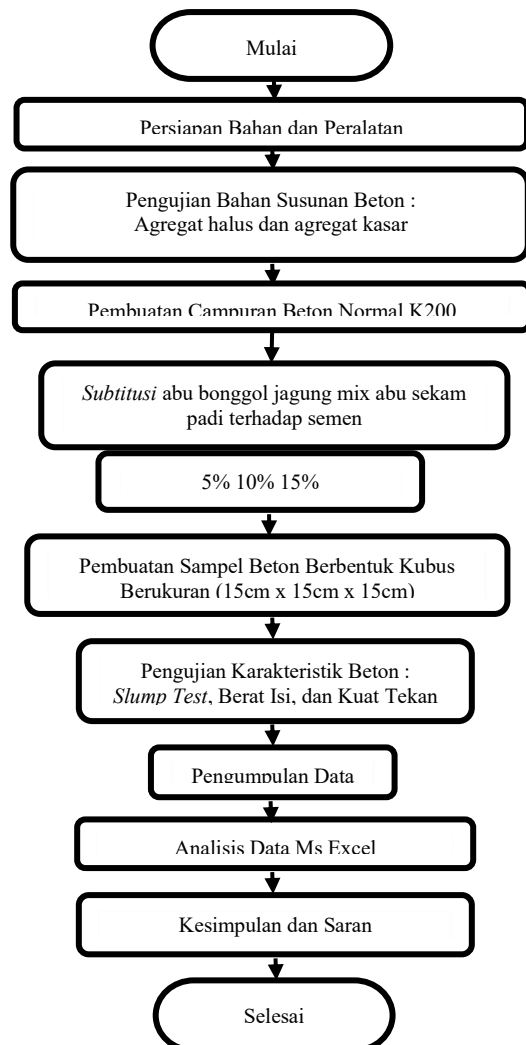 Mulai
Persiapan Bahan dan Peralatan
Pengujian Bahan Susunan Beton :
Agregat halus dan agregat kasar
Pembuatan Campuran Beton Normal K200
Subtitusi abu bonggol jagung mix abu sekam
padi terhadap semen
5% 10% 15%
Pembuatan Sampel Beton Berbentuk Kubus
Berukuran (15cm x 15cm x 15cm)
Pengujian Karakteristik Beton :
Slump Test, Berat Isi, dan Kuat Tekan
Pengumpulan Data
Analisis Data Ms Excel
Kesimpulan dan Saran
Selesai